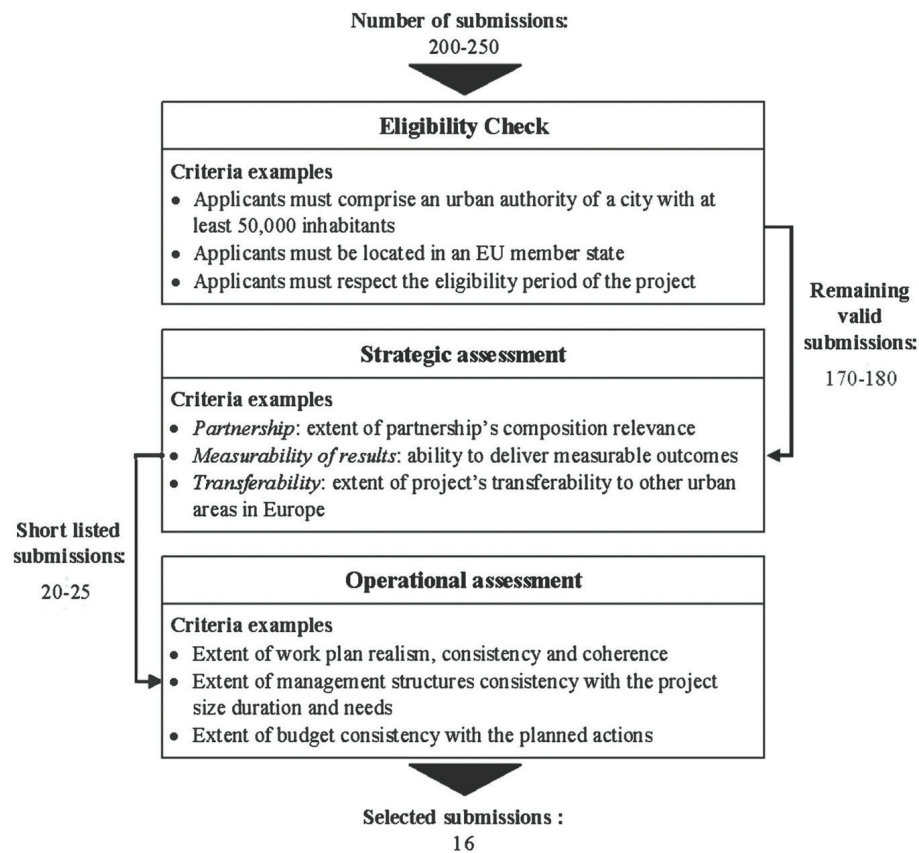 Number of submissions:
200-250
Eligibility Check
Criteria examples
• Applicants must comprise an urban authority of a city with at
least 50,000 inhabitants
• Applicants must be located in an EU member state
• Applicants must respect the eligibility period of the project
Remaining
valid
submissions:
170-180
Strategic assessment
Criteria examples
• Partnership: extent of partnership's composition relevance
• Measurability of results: ability to deliver measurable outcomes
• Transferability: extent of project's transferability to other urban
areas in Europe
Short listed
submissions:
20-25
Operational assessment
Criteria examples
• Extent of work plan realism, consistency and coherence
• Extent of management structures consistency with the project
size duration and needs
• Extent of budget consistency with the planned actions
Selected submissions :
16